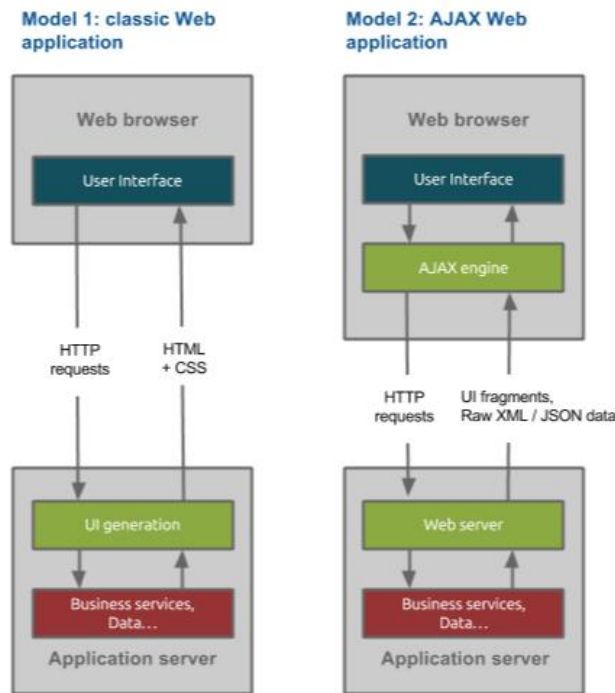 Model 1: classic Web
application
Web browser
User Interface
HTTP
requests
HTML
+ CSS
UI generation
Business services,
Data...
Application server
Model 2: AJAX Web
application
Web browser
User Interface
AJAX engine
HTTP
requests
UI fragments,
Raw XML / JSON data
Web server
Business services,
Data...
Application server